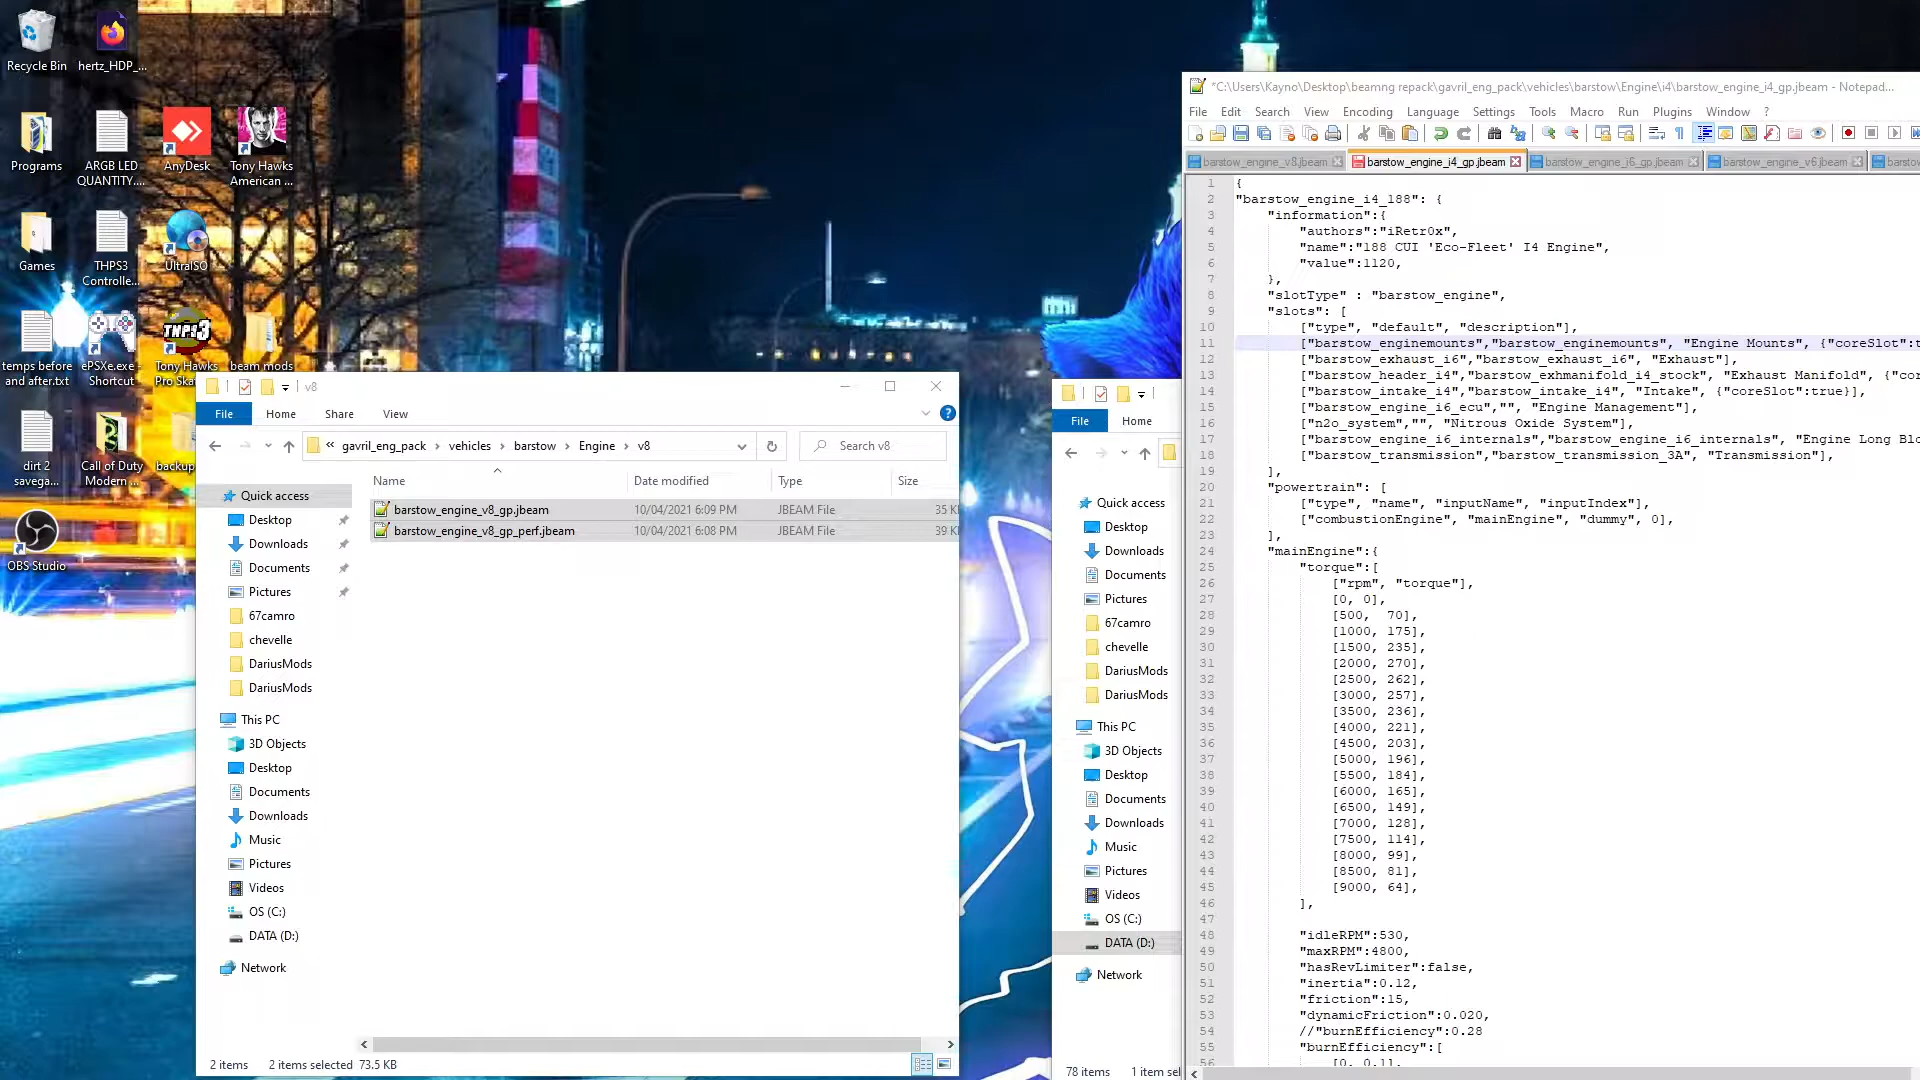 Recycle Bin
hertz_HDP_...
Programs
ARGB LED
QUANTITY....
AnyDesk
Tony Hawks
American ...
Games
THPS3
Controlle...
UltraISO
temps before
and after.txt
ePSXe.exe -
Shortcut
Tony Hawks
Pro Ska
beam mods
dirt 2
savega...
Call of Duty
Modern ...
backup
OBS Studio
v8
File
Home
Share
View
« gavril_eng_pack › vehicles › barstow › Engine › v8
Search v8
Name
Date modified
Type
Size
barstow_engine_v8_gp.jbeam 10/04/2021 6:09 PM JBEAM File 35 K
barstow_engine_v8_gp_perf.jbeam 10/04/2021 6:08 PM JBEAM File 39 K
Quick access
Desktop
Downloads
Documents
Pictures
67camro
chevelle
DariusMods
DariusMods
This PC
3D Objects
Desktop
Documents
Downloads
Music
Pictures
Videos
OS (C:)
DATA (D:)
Network
2 items 2 items selected 73.5 KB
File
Home
Quick access
Desktop
Downloads
Documents
Pictures
67camro
chevelle
DariusMods
DariusMods
This PC
3D Objects
Desktop
Documents
Downloads
Music
Pictures
Videos
OS (C:)
DATA (D:)
Network
78 items 1 item sel
*C:\Users\Kayno\Desktop\beamng repack\gavril_eng_pack\vehicles\barstow\Engine\i4\barstow_engine_i4_gp.jbeam - Notepad...
File Edit Search View Encoding Language Settings Tools Macro Run Plugins Window ?
barstow_engine_v8.jbeam barstow_engine_i4_gp.jbeam barstow_engine_i6_gp.jbeam barstow_engine_v6.jbeam barstow
1 {
2 "barstow_engine_i4_188": {
3 "information":{
4 "authors":"iRetr0x",
5 "name":"188 CUI 'Eco-Fleet' I4 Engine",
6 "value":1120,
7 },
8 "slotType" : "barstow_engine",
9 "slots": [
10 ["type", "default", "description"],
11 ["barstow_enginemounts","barstow_enginemounts", "Engine Mounts", {"coreSlot":t
12 ["barstow_exhaust_i6","barstow_exhaust_i6", "Exhaust"],
13 ["barstow_header_i4","barstow_exhmanifold_i4_stock", "Exhaust Manifold", {"cor
14 ["barstow_intake_i4","barstow_intake_i4", "Intake", {"coreSlot":true}],
15 ["barstow_engine_i6_ecu","", "Engine Management"],
16 ["n2o_system","", "Nitrous Oxide System"],
17 ["barstow_engine_i6_internals","barstow_engine_i6_internals", "Engine Long Blo
18 ["barstow_transmission","barstow_transmission_3A", "Transmission"],
19 ],
20 "powertrain": [
21 ["type", "name", "inputName", "inputIndex"],
22 ["combustionEngine", "mainEngine", "dummy", 0],
23 ],
24 "mainEngine":{
25 "torque":[
26 ["rpm", "torque"],
27 [0, 0],
28 [500, 70],
29 [1000, 175],
30 [1500, 235],
31 [2000, 270],
32 [2500, 262],
33 [3000, 257],
34 [3500, 236],
35 [4000, 221],
36 [4500, 203],
37 [5000, 196],
38 [5500, 184],
39 [6000, 165],
40 [6500, 149],
41 [7000, 128],
42 [7500, 114],
43 [8000, 99],
44 [8500, 81],
45 [9000, 64],
46 ],
47
48 "idleRPM":530,
49 "maxRPM":4800,
50 "hasRevLimiter":false,
51 "inertia":0.12,
52 "friction":15,
53 "dynamicFriction":0.020,
54 //"burnEfficiency":0.28
55 "burnEfficiency":[
56 [0, 0.1],